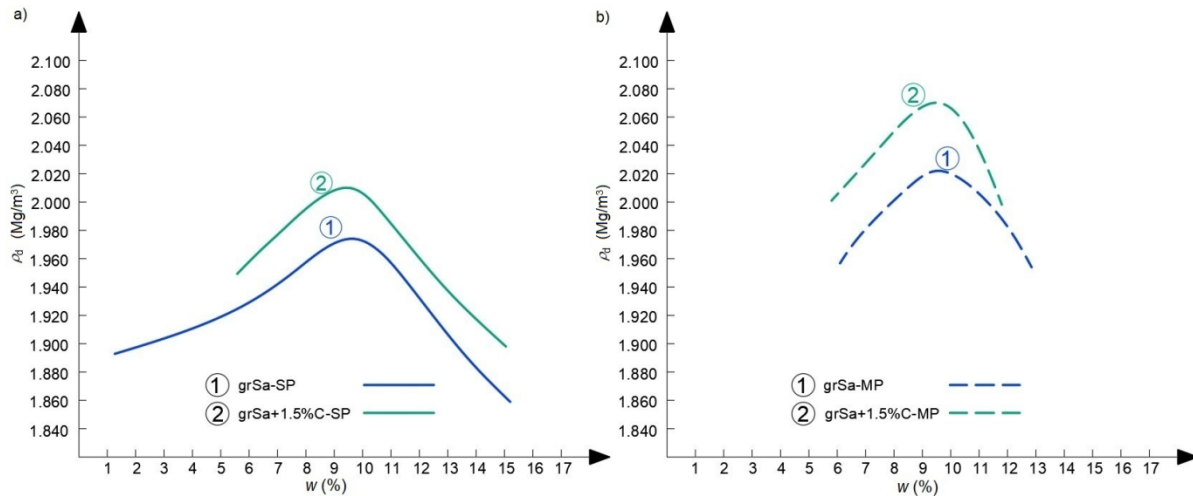 a)
2.100
2.080
2.060
2.040
2.020
2.000
1.980
1.960
1.940
1.920
1.900
1.880
1.860
1.840
ρd (Mg/m³)
2
1
1 grSa-SP
2 grSa+1.5%C-SP
1 2 3 4 5 6 7 8 9 10 11 12 13 14 15 16 17
w (%)
b)
2.100
2.080
2.060
2.040
2.020
2.000
1.980
1.960
1.940
1.920
1.900
1.880
1.860
1.840
ρd (Mg/m³)
2
1
1 grSa-MP
2 grSa+1.5%C-MP
1 2 3 4 5 6 7 8 9 10 11 12 13 14 15 16 17
w (%)